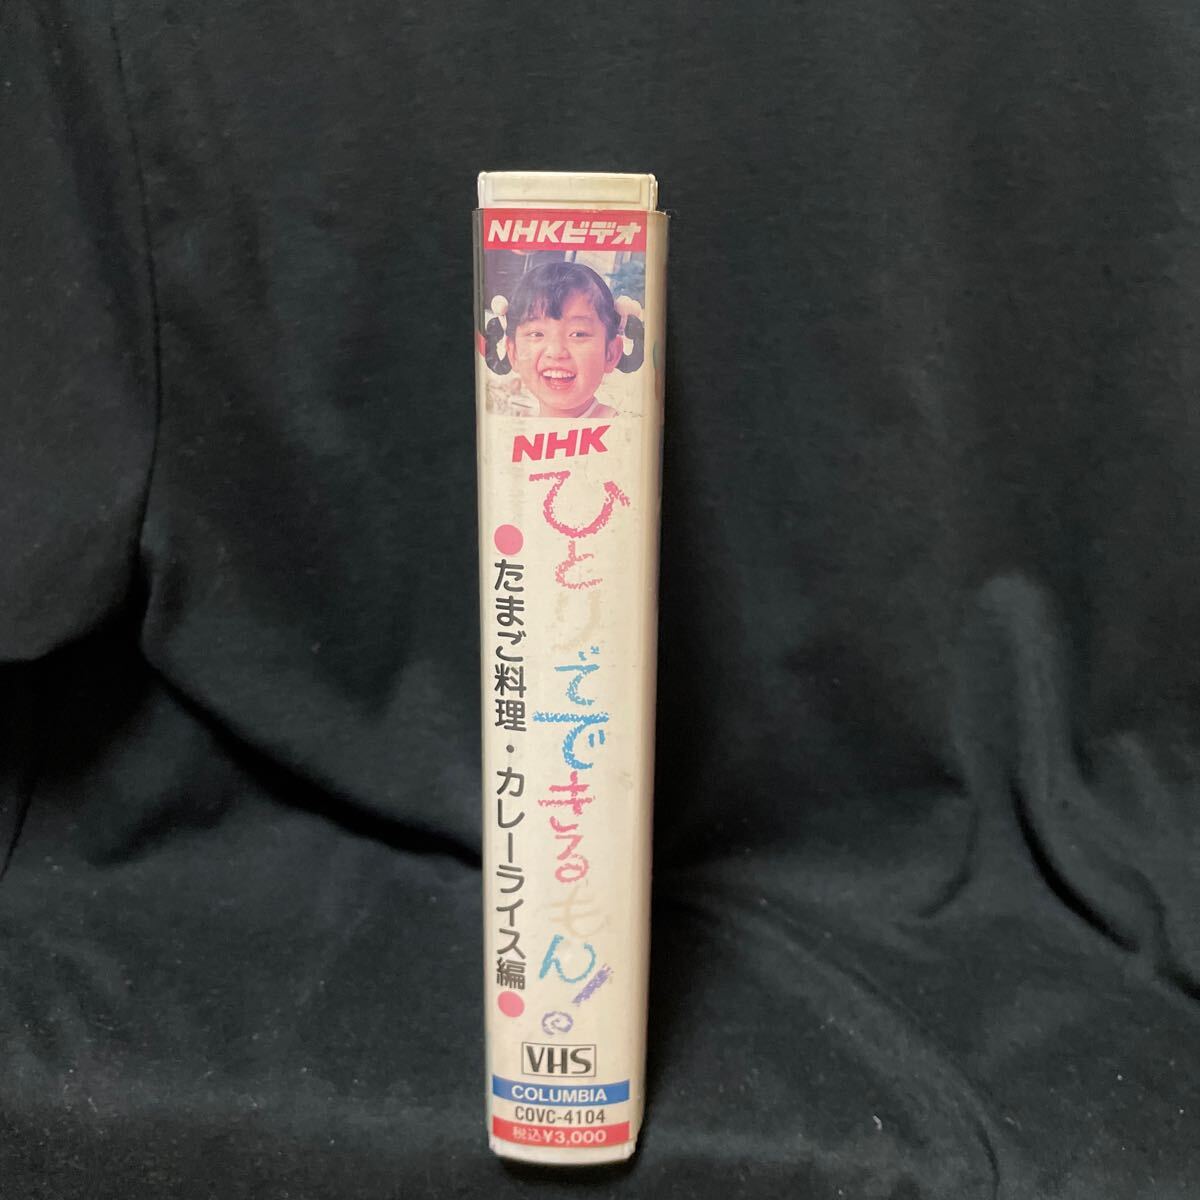 NHKビデオ
NHK
ひとりでできるもん!
●たまご料理・カレーライス編●
VHS
COLUMBIA
COVC-4104
税込¥3,000